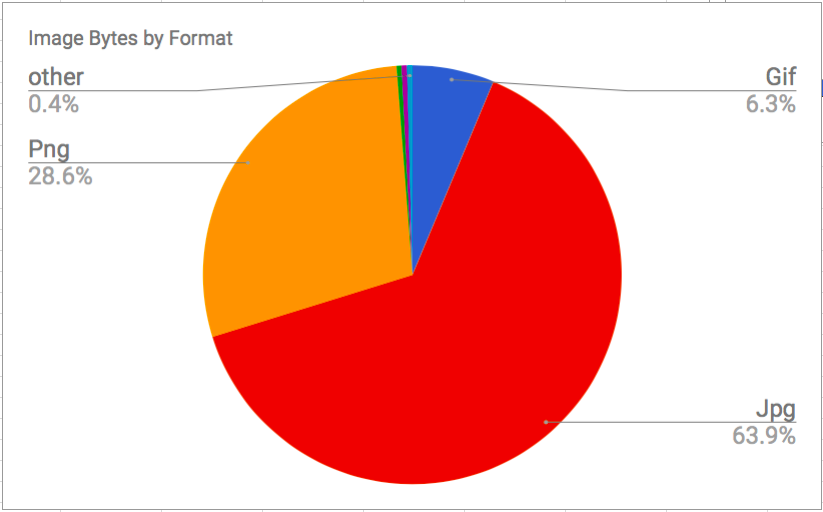 Image Bytes by Format
other
0.4%
Gif
6.3%
Png
28.6%
Jpg
63.9%